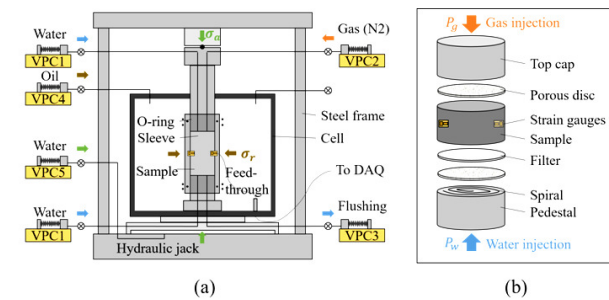 (a)
Water
VPC1
Oil
VPC4
Water
VPC5
Water
VPC1
σa
Gas (N2)
VPC2
O-ring
Sleeve
Sample
σr
Feed-
through
Steel frame
Cell
To DAQ
Flushing
VPC3
Hydraulic jack
(a)
(b)
Pg Gas injection
Top cap
Porous disc
Strain gauges
Sample
Filter
Spiral
Pedestal
Pw Water injection
(b)